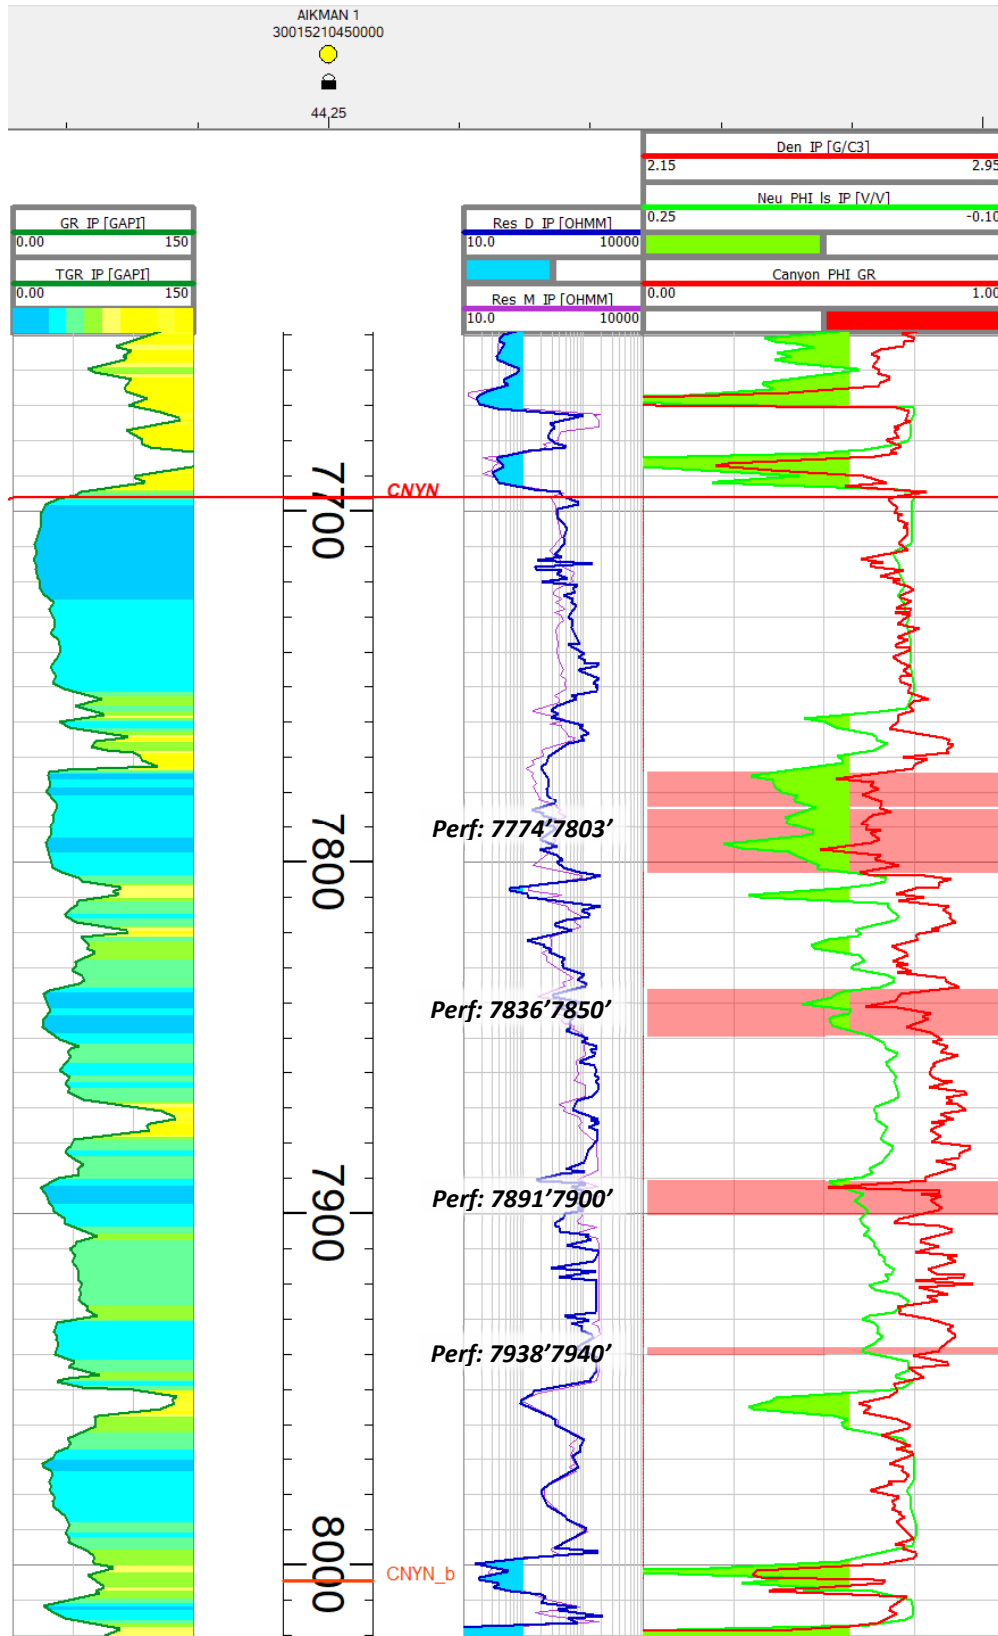 AIKMAN 1
30015210450000
44.25
Den IP [G/C3]
2.15 2.95
Neu PHI ls IP [V/V]
0.25 -0.10
GR IP [GAPI]
0.00 150
Res D IP [OHMM]
10.0 10000
TGR IP [GAPI]
0.00 150
Canyon PHI GR
0.00 1.00
Res M IP [OHMM]
10.0 10000
CNYN
7700
Perf: 7774'7803'
7800
Perf: 7836'7850'
Perf: 7891'7900'
7900
Perf: 7938'7940'
8000
CNYN_b